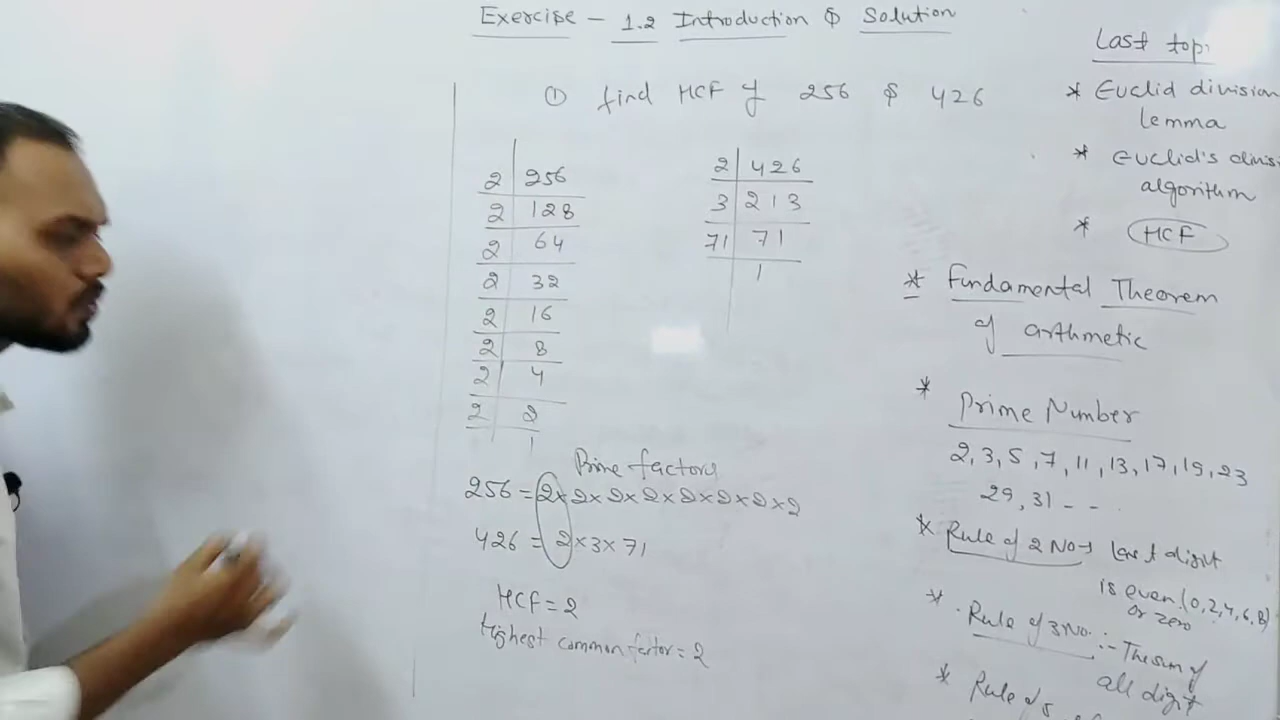 Exercise - 1.2 Introduction & Solution
① find HCF of 256 & 426
2 | 256
2 | 128
2 | 64
2 | 32
2 | 16
2 | 8
2 | 4
2 | 2
1
2 | 426
3 | 213
71 | 71
1
Prime factors
256 = 2×2×2×2×2×2×2×2
426 = 2×3×71
HCF = 2
Highest common factor = 2
Last topi
* Euclid division
lemma
* Euclid's divisi
algorithm
* HCF
* Fundamental Theorem
of arthmetic
* Prime Number
2, 3, 5, 7, 11, 13, 17, 19, 23
29, 31 - -
* Rule of 2 No → last digit
is even (0, 2, 4, 6, 8)
or zero
* Rule of 3 No. :- The sum of
all digit
* Rule of 5